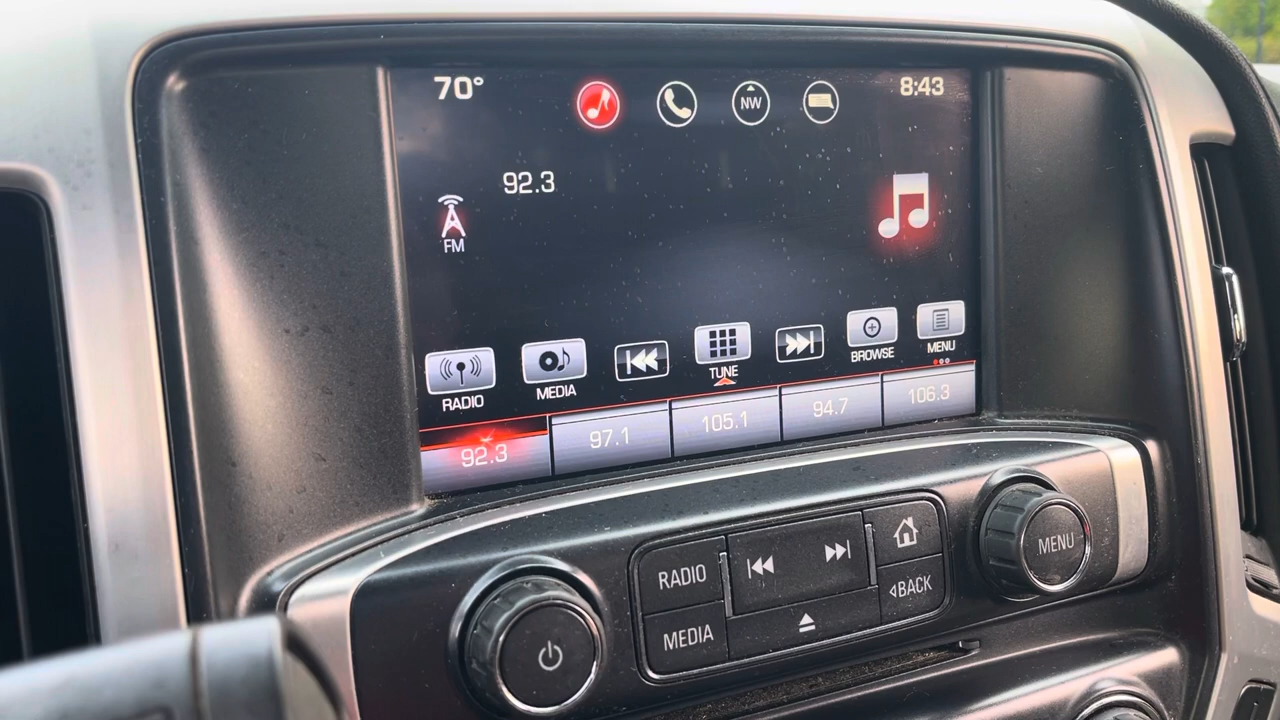 70° NW 8:43
92.3
FM
RADIO MEDIA TUNE BROWSE MENU
92.3 97.1 105.1 94.7 106.3
RADIO MENU
BACK
MEDIA